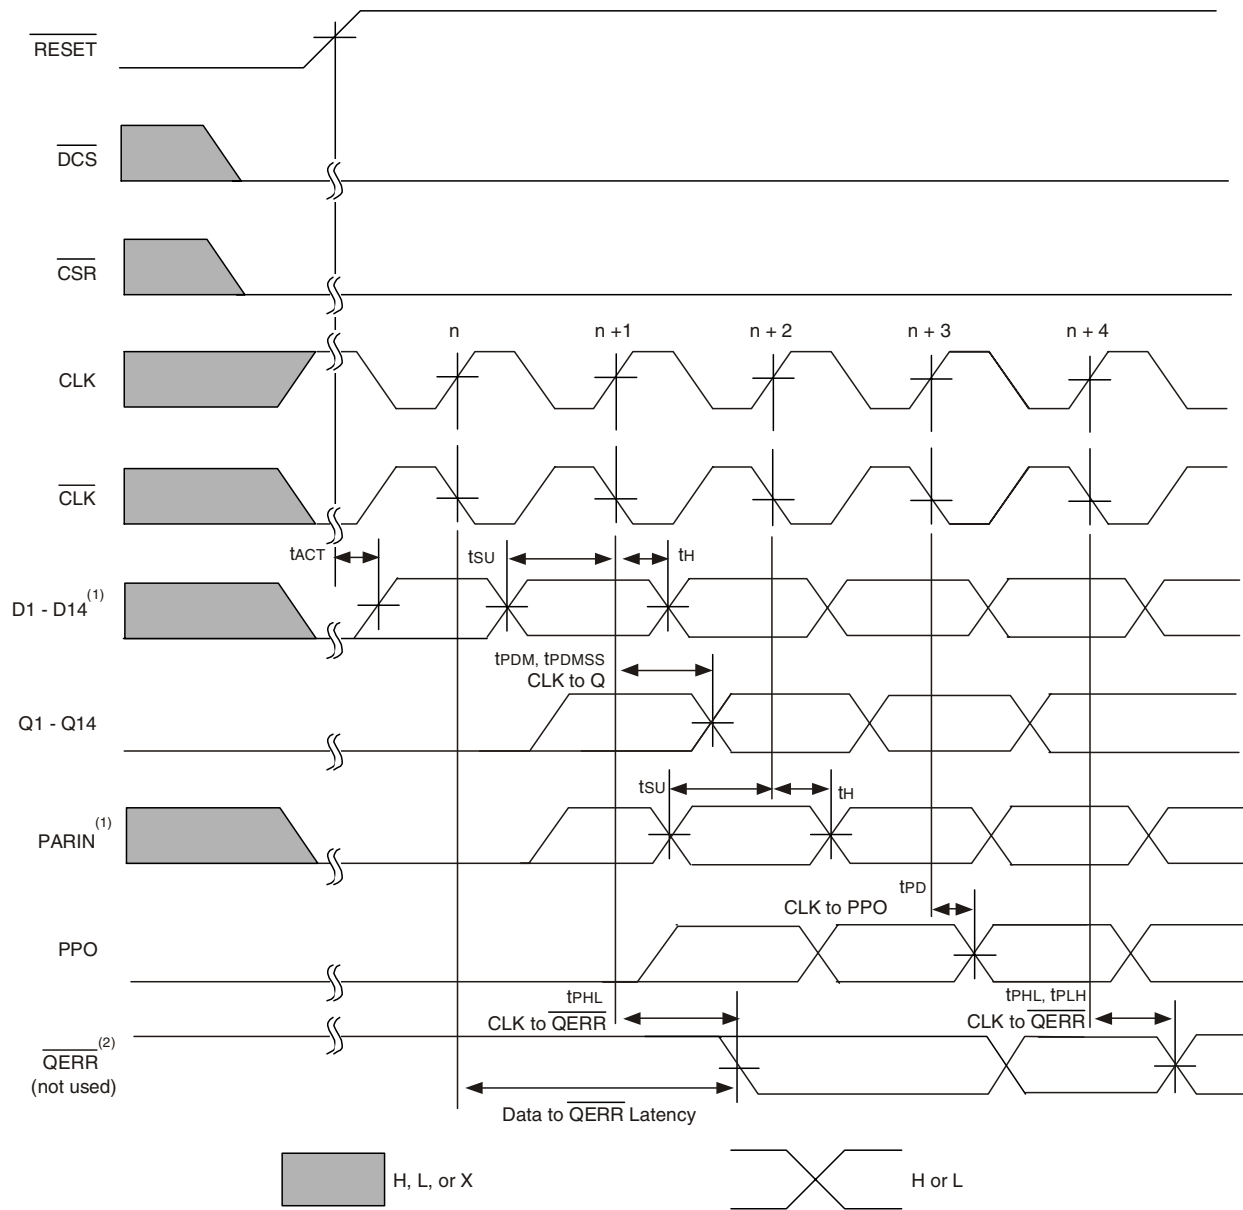 RESET
DCS
CSR
n n +1 n + 2 n + 3 n + 4
CLK
CLK
tACT tSU tH
D1 - D14(1)
tPDM, tPDMSS
CLK to Q
Q1 - Q14
tSU tH
PARIN(1)
tPD
CLK to PPO
PPO
tPHL tPHL, tPLH
CLK to QERR CLK to QERR
QERR(2)
(not used)
Data to QERR Latency
H, L, or X H or L